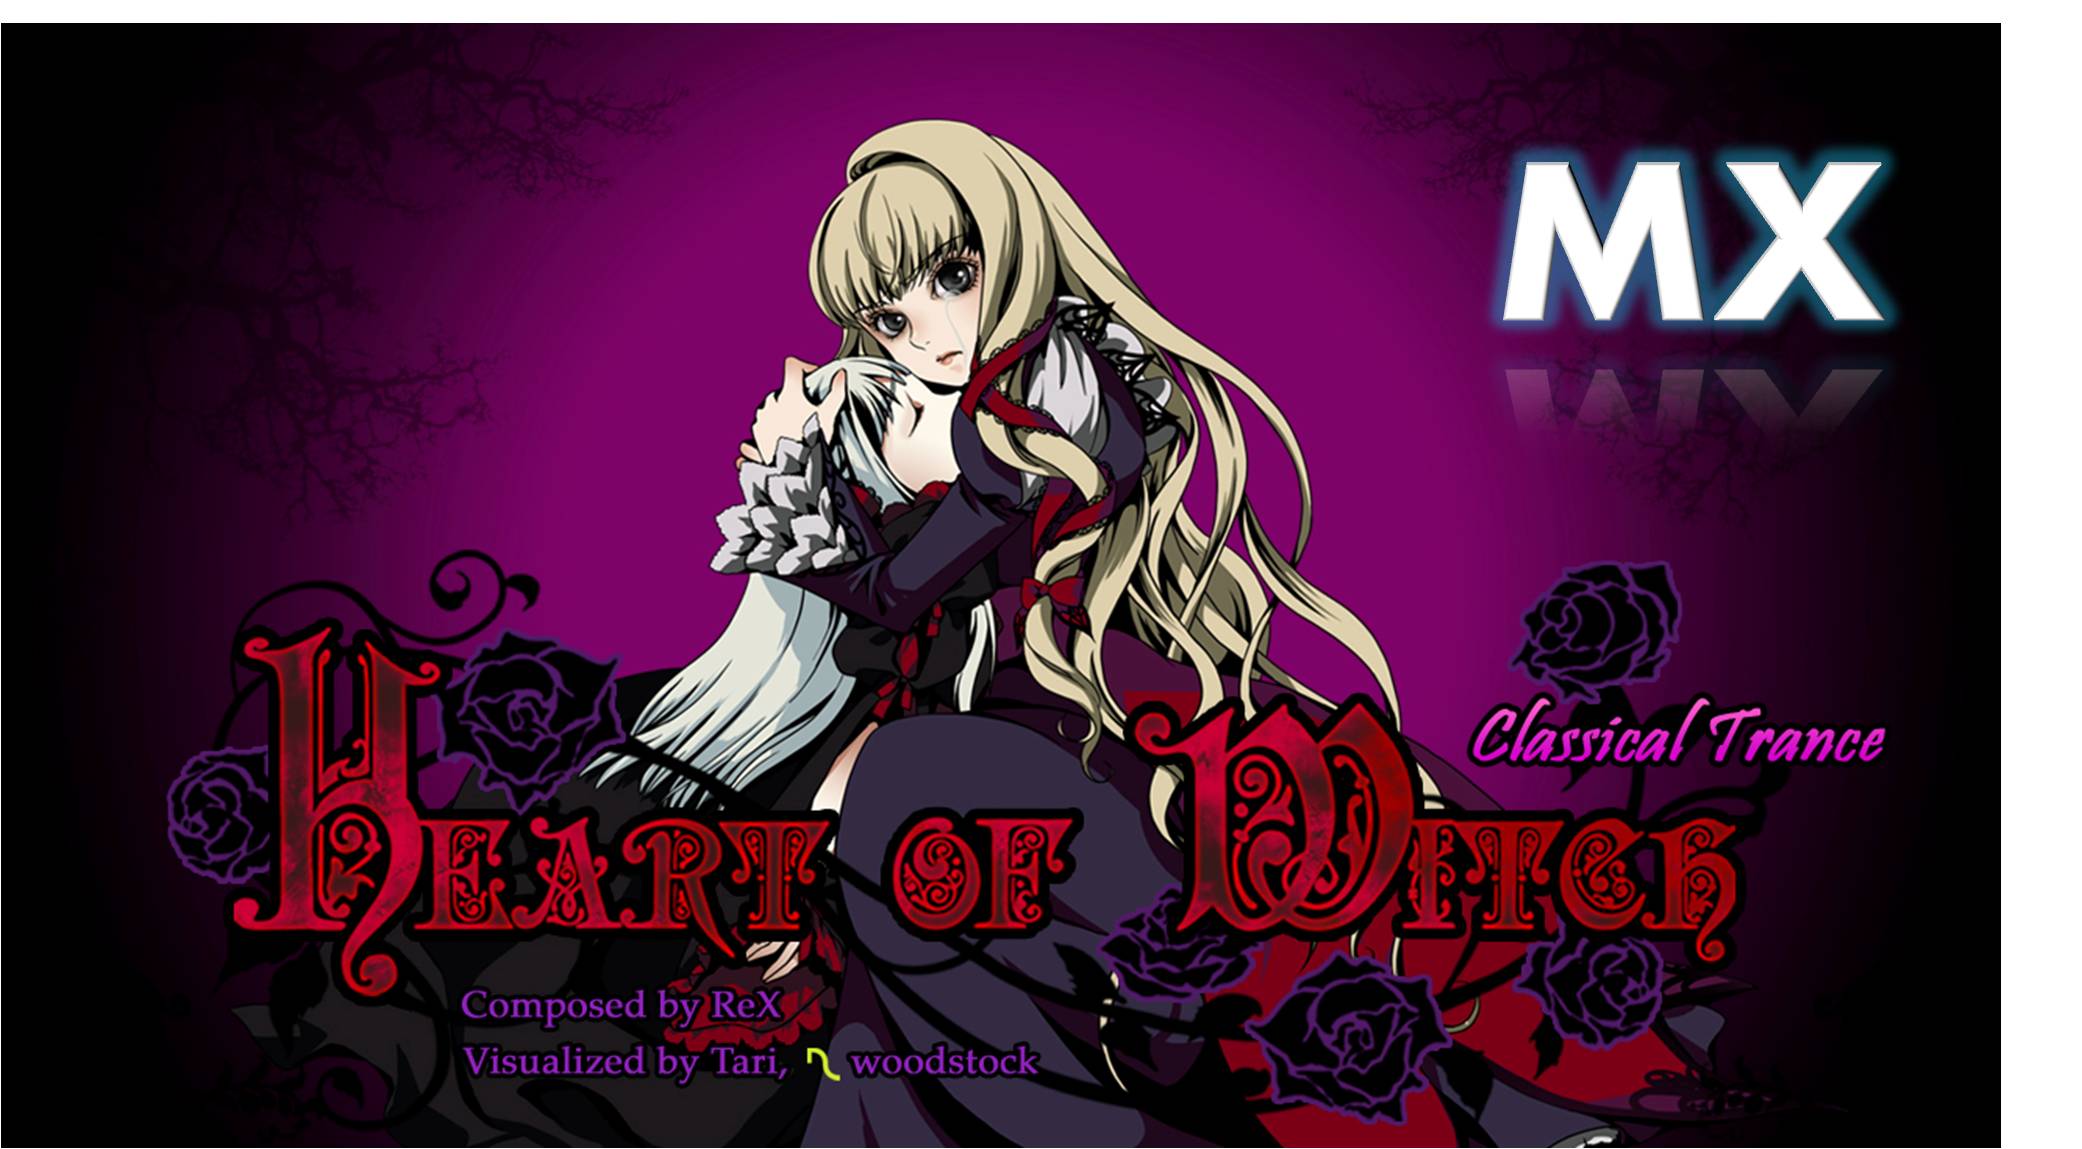 MX
Classical Trance
Heart of Witch
Composed by ReX
Visualized by Tari, woodstock